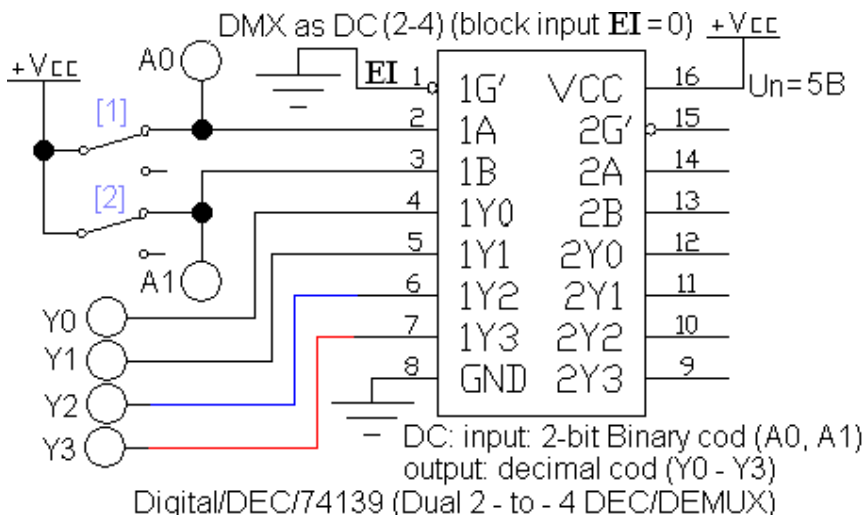 DMX as DC (2-4) (block input EI = 0) +Vcc
+Vcc A0 EI 1 1G' VCC 16 Un=5B
[1] 2 1A 2G' 15
3 1B 2A 14
[2] 4 1Y0 2B 13
5 1Y1 2Y0 12
A1 6 1Y2 2Y1 11
Y0 7 1Y3 2Y2 10
Y1 8 GND 2Y3 9
Y2
Y3
DC: input: 2-bit Binary cod (A0, A1)
output: decimal cod (Y0 - Y3)
Digital/DEC/74139 (Dual 2 - to - 4 DEC/DEMUX)